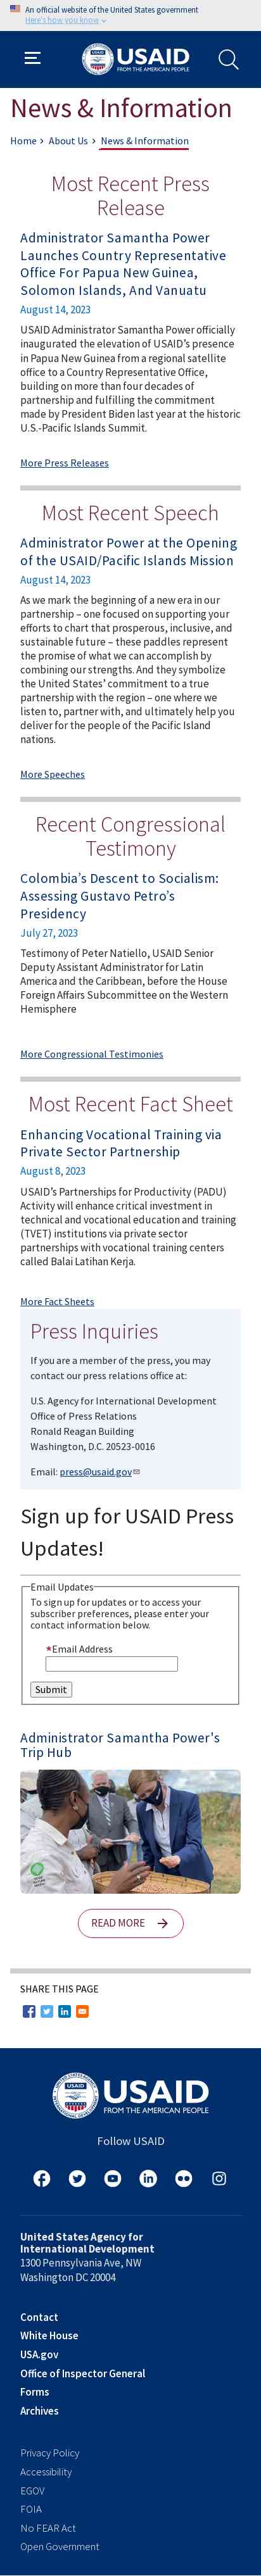 An official website of the United States government
Here's how you know
USAID
FROM THE AMERICAN PEOPLE
News & Information
Home > About Us > News & Information
Most Recent Press
Release
Administrator Samantha Power
Launches Country Representative
Office For Papua New Guinea,
Solomon Islands, And Vanuatu
August 14, 2023
USAID Administrator Samantha Power officially
inaugurated the elevation of USAID’s presence
in Papua New Guinea from a regional satellite
office to a Country Representative Office,
building on more that four decades of
partnership and fulfilling the commitment
made by President Biden last year at the historic
U.S.-Pacific Islands Summit.
More Press Releases
Most Recent Speech
Administrator Power at the Opening
of the USAID/Pacific Islands Mission
August 14, 2023
As we mark the beginning of a new era in our
partnership – one focused on supporting your
efforts to chart that prosperous, inclusive, and
sustainable future – these paddles represent
the promise of what we can accomplish by
combining our strengths. And they symbolize
the United States’ commitment to a true
partnership with the region – one where we
listen to, partner with, and ultimately help you
deliver for the people of the Pacific Island
nations.
More Speeches
Recent Congressional
Testimony
Colombia’s Descent to Socialism:
Assessing Gustavo Petro’s
Presidency
July 27, 2023
Testimony of Peter Natiello, USAID Senior
Deputy Assistant Administrator for Latin
America and the Caribbean, before the House
Foreign Affairs Subcommittee on the Western
Hemisphere
More Congressional Testimonies
Most Recent Fact Sheet
Enhancing Vocational Training via
Private Sector Partnership
August 8, 2023
USAID’s Partnerships for Productivity (PADU)
Activity will enhance critical investment in
technical and vocational education and training
(TVET) institutions via private sector
partnerships with vocational training centers
called Balai Latihan Kerja.
More Fact Sheets
Press Inquiries
If you are a member of the press, you may
contact our press relations office at:
U.S. Agency for International Development
Office of Press Relations
Ronald Reagan Building
Washington, D.C. 20523-0016
Email: press@usaid.gov
Sign up for USAID Press
Updates!
Email Updates
To sign up for updates or to access your
subscriber preferences, please enter your
contact information below.
*Email Address
Submit
Administrator Samantha Power's
Trip Hub
READ MORE
SHARE THIS PAGE
USAID
FROM THE AMERICAN PEOPLE
Follow USAID
United States Agency for
International Development
1300 Pennsylvania Ave, NW
Washington DC 20004
Contact
White House
USA.gov
Office of Inspector General
Forms
Archives
Privacy Policy
Accessibility
EGOV
FOIA
No FEAR Act
Open Government